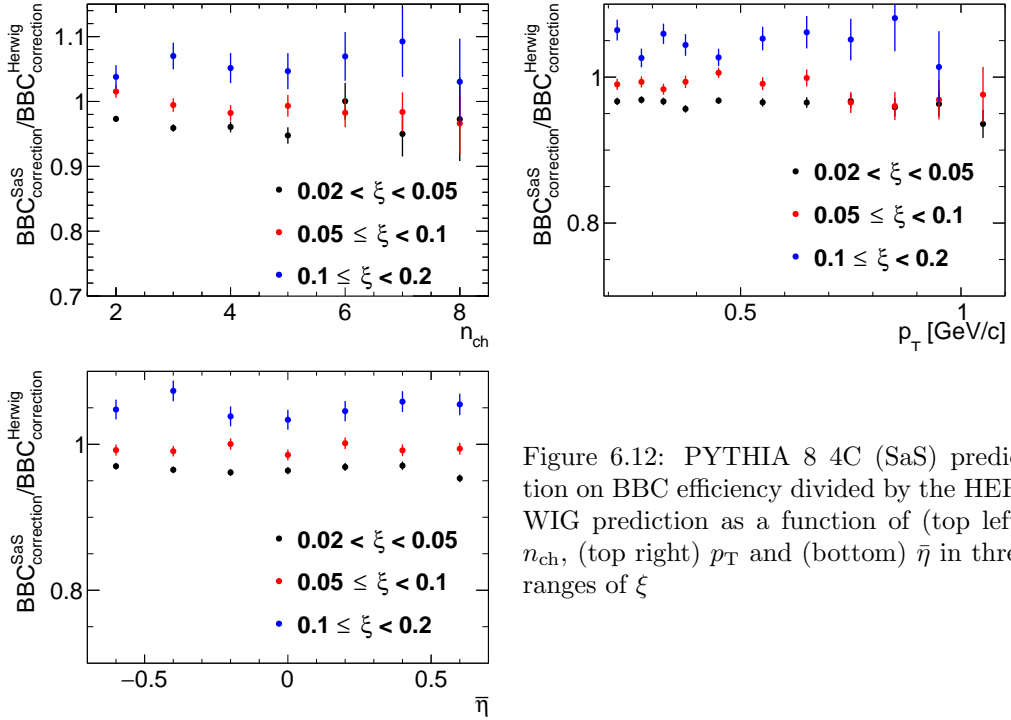 BBC^SaS_correction/BBC^Herwig_correction
1.1
1
0.9
0.8
0.7
0.02 < ξ < 0.05
0.05 ≤ ξ < 0.1
0.1 ≤ ξ < 0.2
2 4 6 8
n_ch
BBC^SaS_correction/BBC^Herwig_correction
1
0.8
0.02 < ξ < 0.05
0.05 ≤ ξ < 0.1
0.1 ≤ ξ < 0.2
0.5 1
p_T [GeV/c]
BBC^SaS_correction/BBC^Herwig_correction
1
0.8
0.02 < ξ < 0.05
0.05 ≤ ξ < 0.1
0.1 ≤ ξ < 0.2
−0.5 0 0.5
η̄
Figure 6.12: PYTHIA 8 4C (SaS) predic
tion on BBC efficiency divided by the HER
WIG prediction as a function of (top left
n_ch, (top right) p_T and (bottom) η̄ in three
ranges of ξ